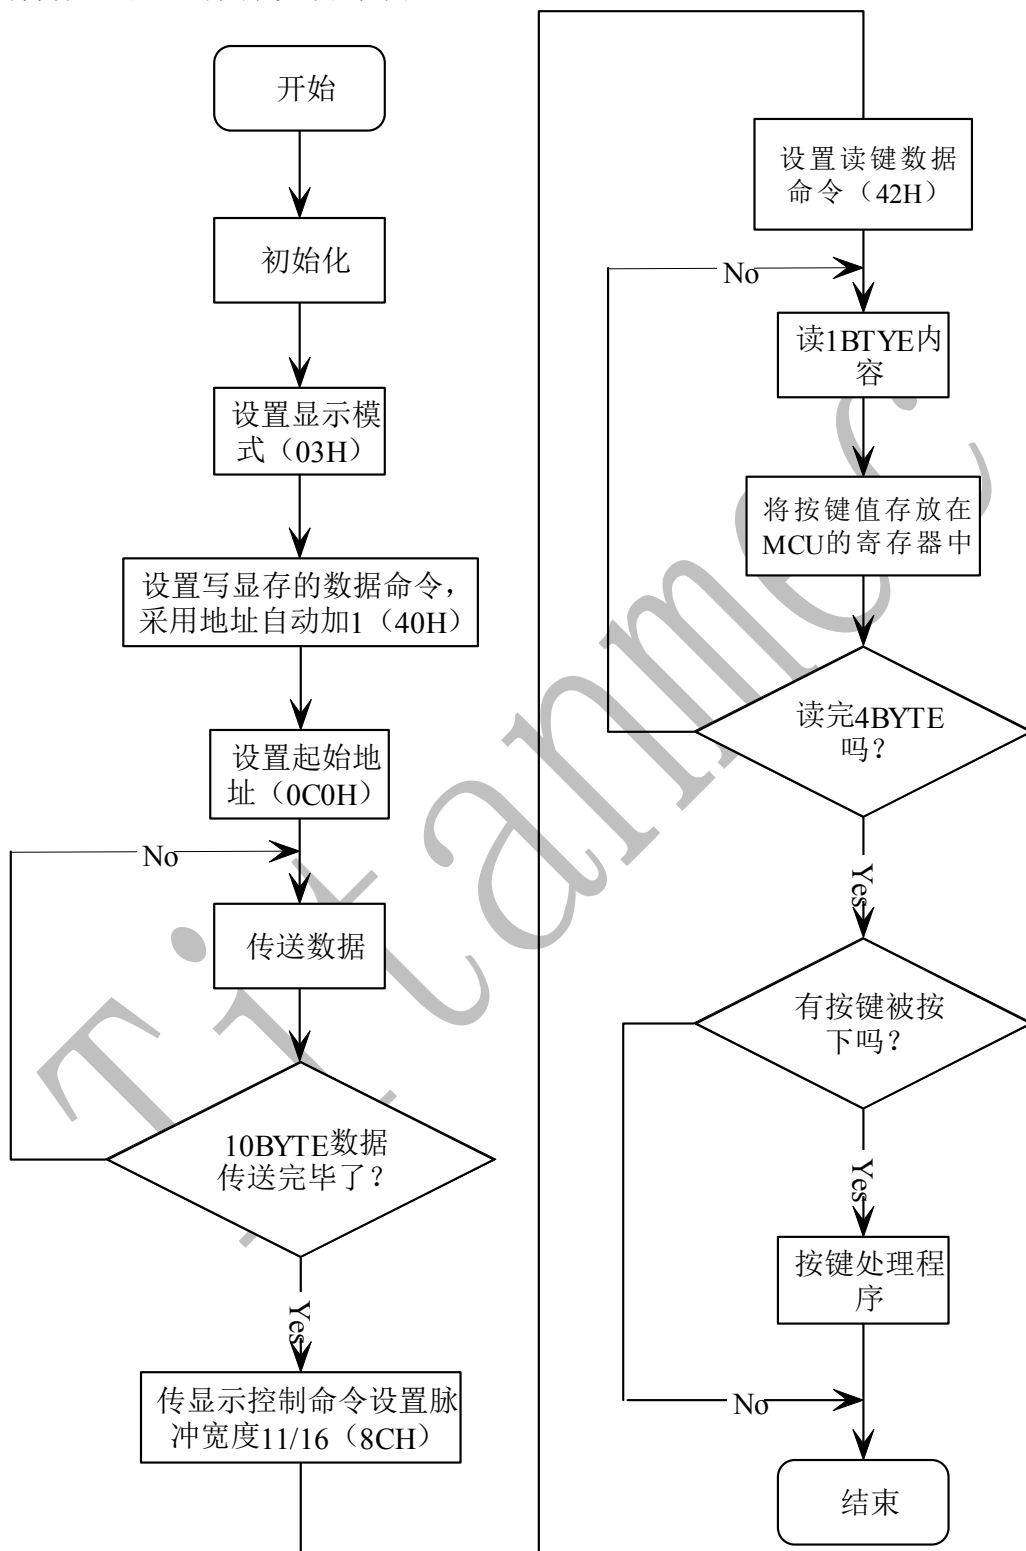 开始
初始化
设置显示模
式（03H）
设置写显存的数据命令，
采用地址自动加1（40H）
设置起始地
址（0C0H）
No
传送数据
10BYTE数据
传送完毕了？
Yes
传显示控制命令设置脉
冲宽度11/16（8CH）
设置读键数据
命令（42H）
No
读1BTYE内
容
将按键值存放在
MCU的寄存器中
读完4BYTE
吗？
Yes
有按键被按
下吗？
Yes
按键处理程
序
No
结束
Titanmec